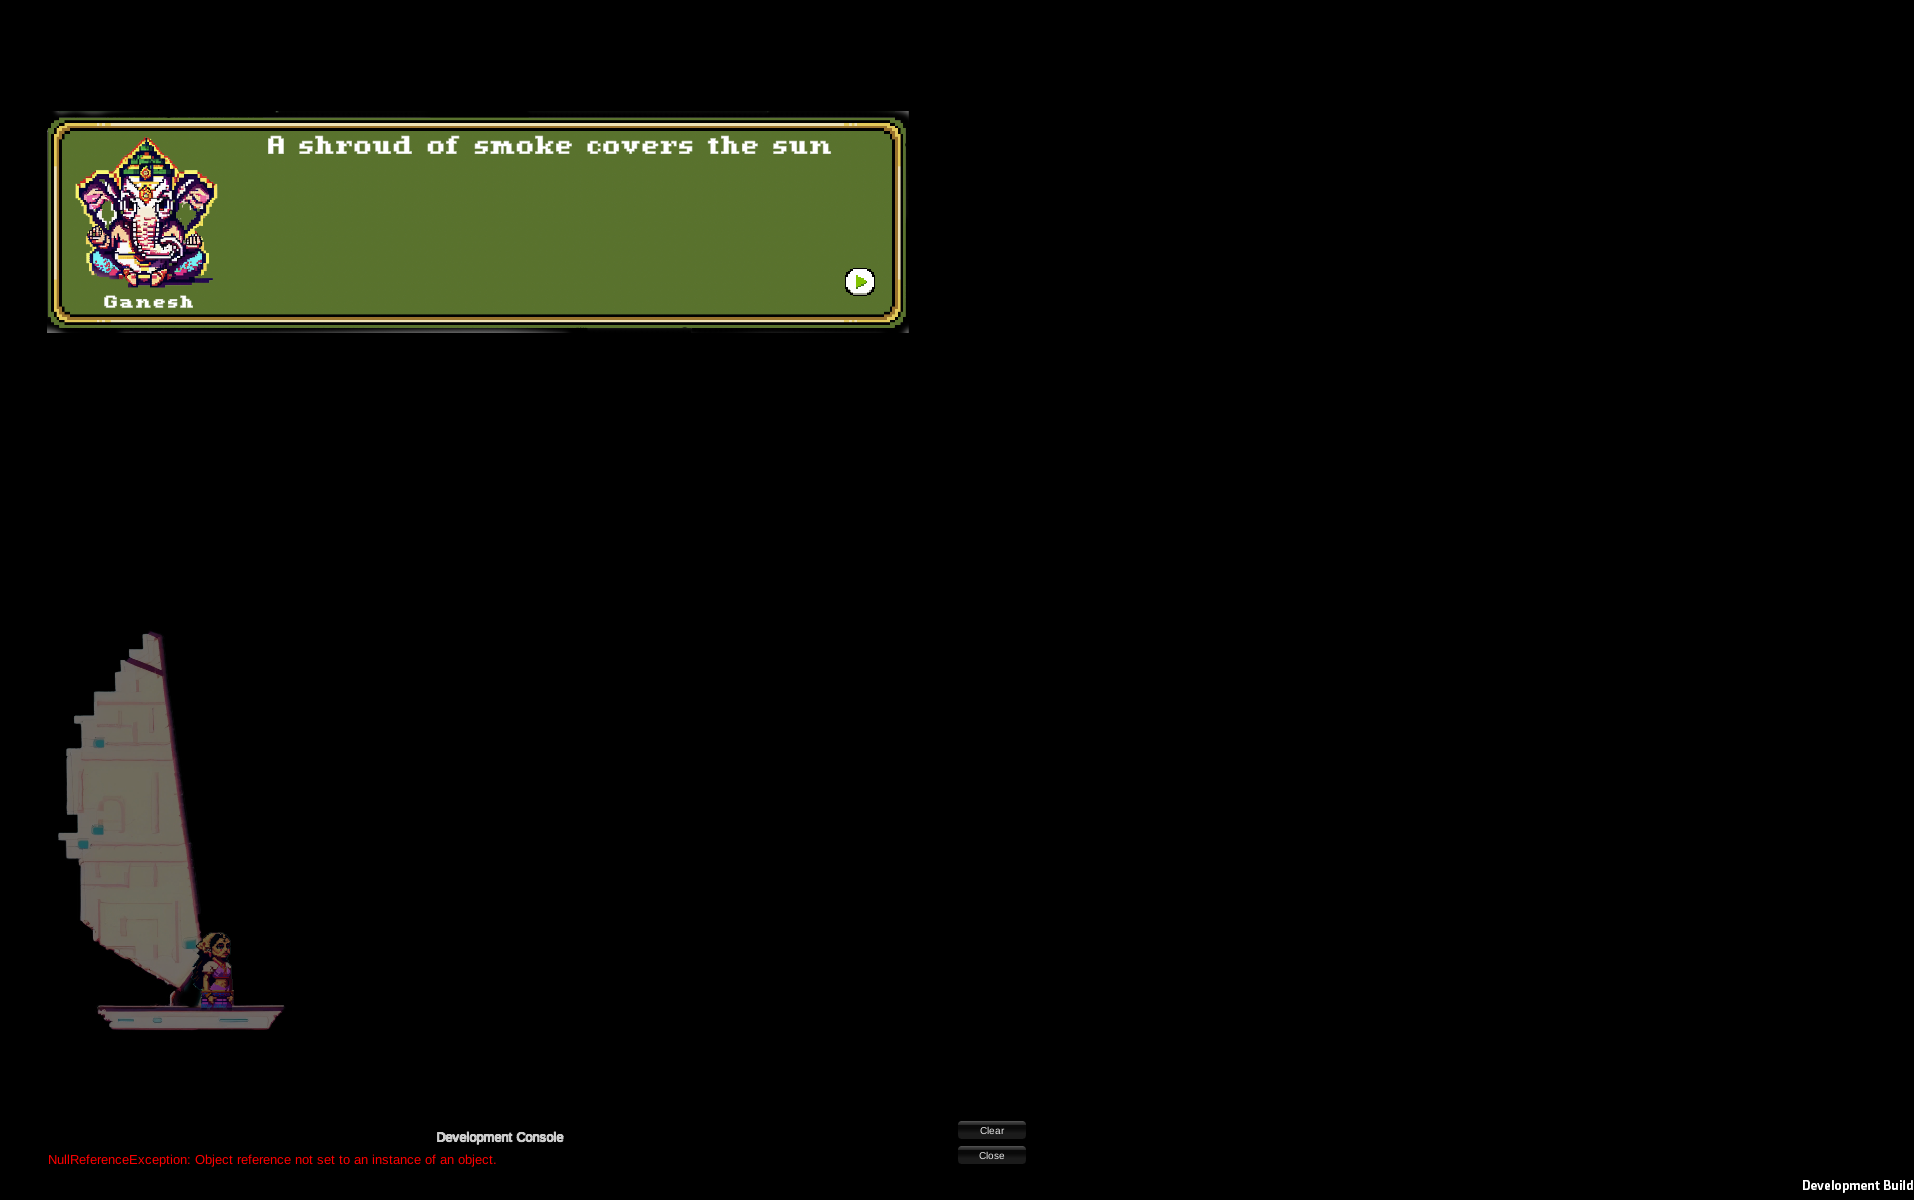 A shroud of smoke covers the sun
Ganesh
Development Console
Clear
NullReferenceException: Object reference not set to an instance of an object.
Close
Development Build